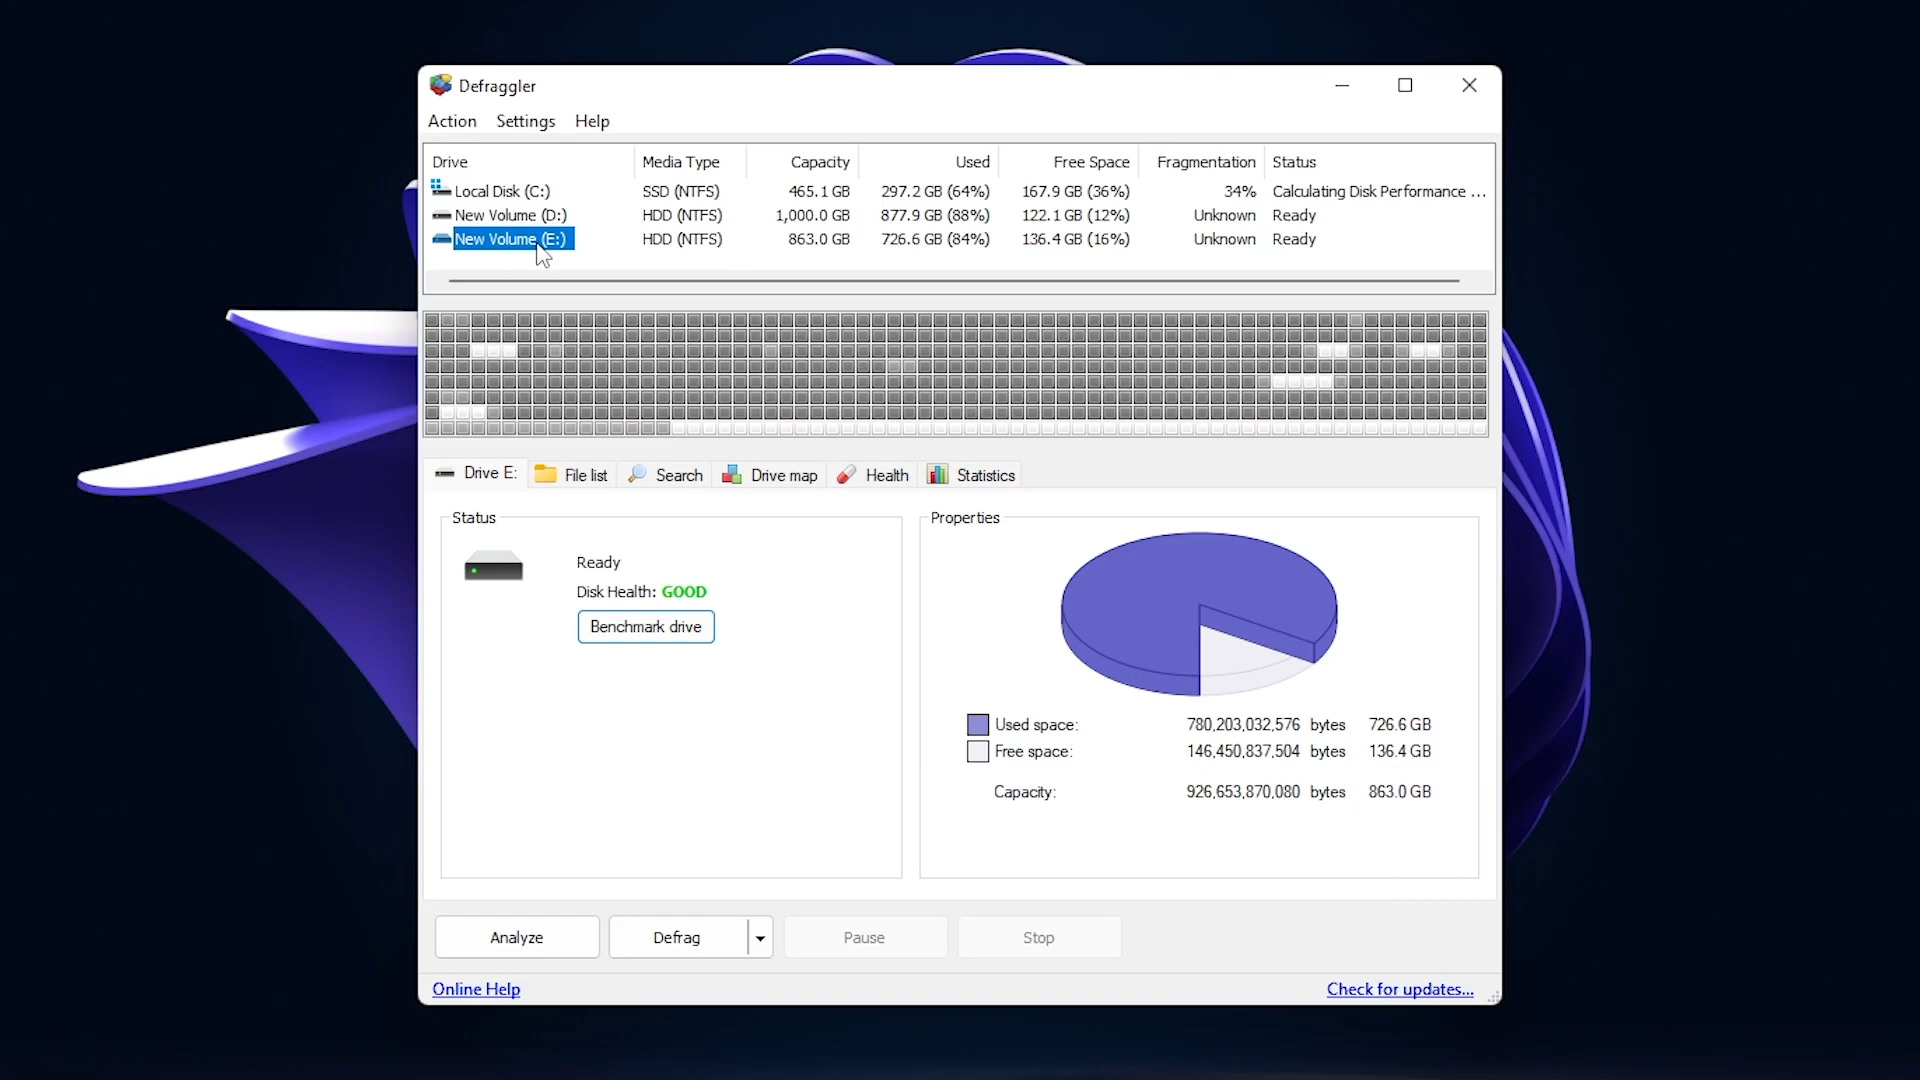 Defraggler
Action Settings Help
Drive Media Type Capacity Used Free Space Fragmentation Status
Local Disk (C:) SSD (NTFS) 465.1 GB 297.2 GB (64%) 167.9 GB (36%) 34% Calculating Disk Performance ...
New Volume (D:) HDD (NTFS) 1,000.0 GB 877.9 GB (88%) 122.1 GB (12%) Unknown Ready
New Volume (E:) HDD (NTFS) 863.0 GB 726.6 GB (84%) 136.4 GB (16%) Unknown Ready
Drive E: File list Search Drive map Health Statistics
Status
Ready
Disk Health: GOOD
Benchmark drive
Properties
Used space: 780,203,032,576 bytes 726.6 GB
Free space: 146,450,837,504 bytes 136.4 GB
Capacity: 926,653,870,080 bytes 863.0 GB
Analyze Defrag Pause Stop
Online Help Check for updates...